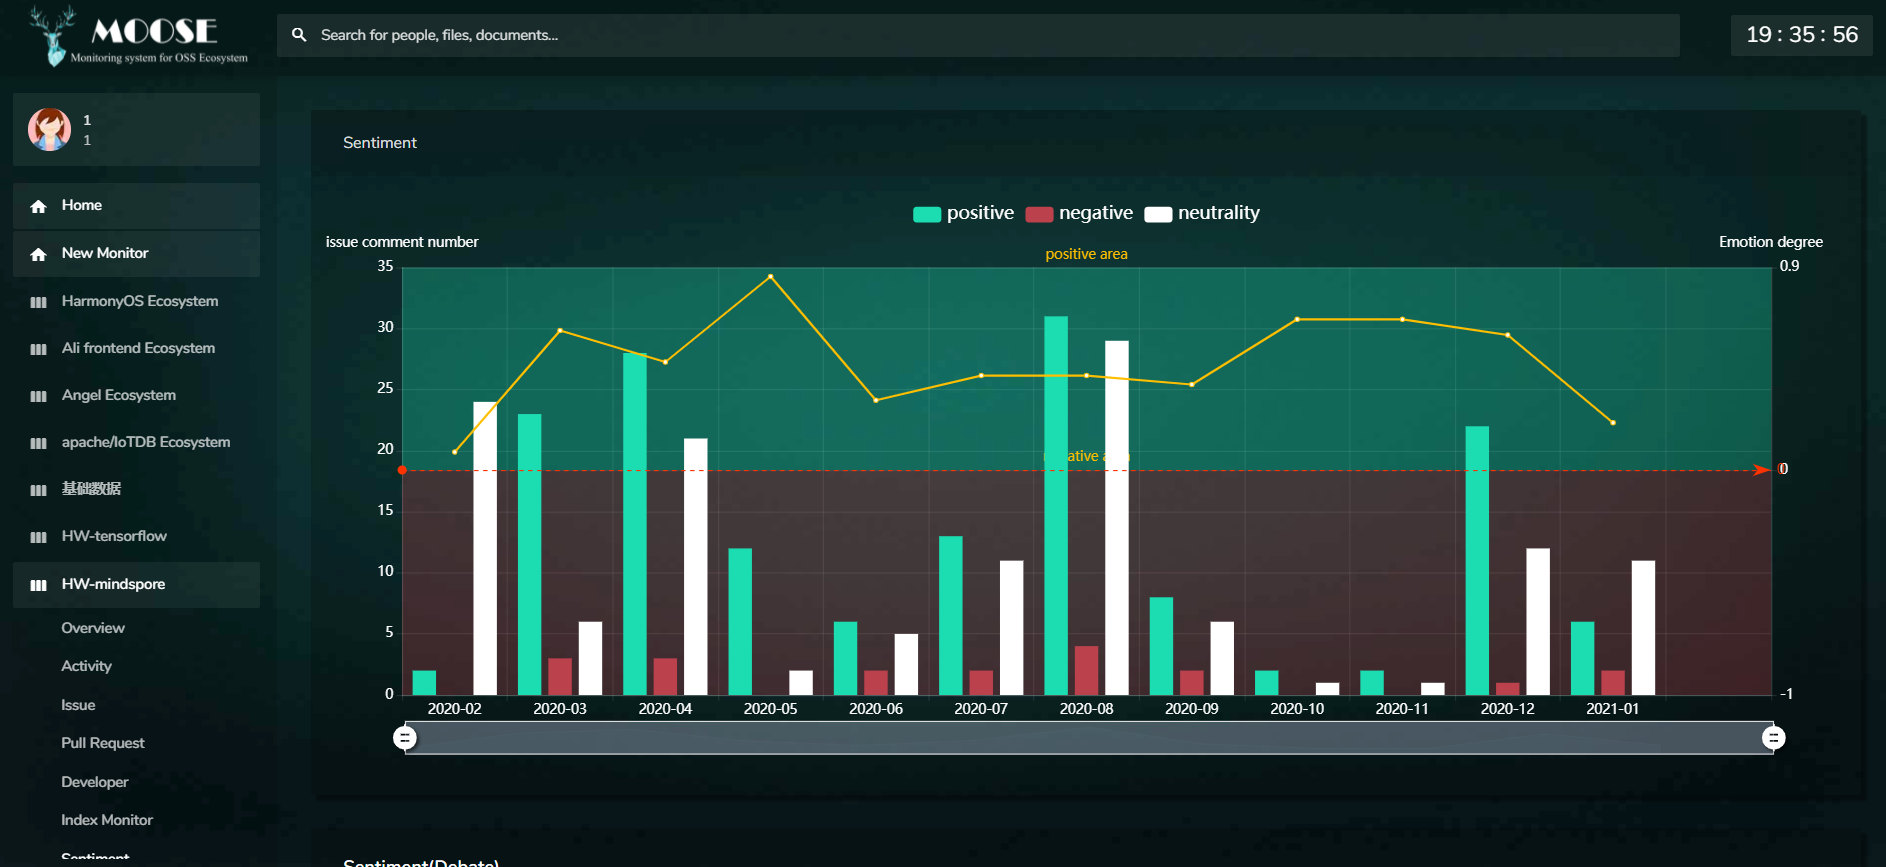 MOOSE
Monitoring system for OSS Ecosystem
Search for people, files, documents...
19 : 35 : 56
1
1
Home
New Monitor
HarmonyOS Ecosystem
Ali frontend Ecosystem
Angel Ecosystem
apache/IoTDB Ecosystem
基础数据
HW-tensorflow
HW-mindspore
Overview
Activity
Issue
Pull Request
Developer
Index Monitor
Sentiment
Sentiment
positive negative neutrality
issue comment number
Emotion degree
positive area
35
30
25
20
15
10
5
0
0.9
0
-1
2020-02 2020-03 2020-04 2020-05 2020-06 2020-07 2020-08 2020-09 2020-10 2020-11 2020-12 2021-01
Sentiment(Debate)